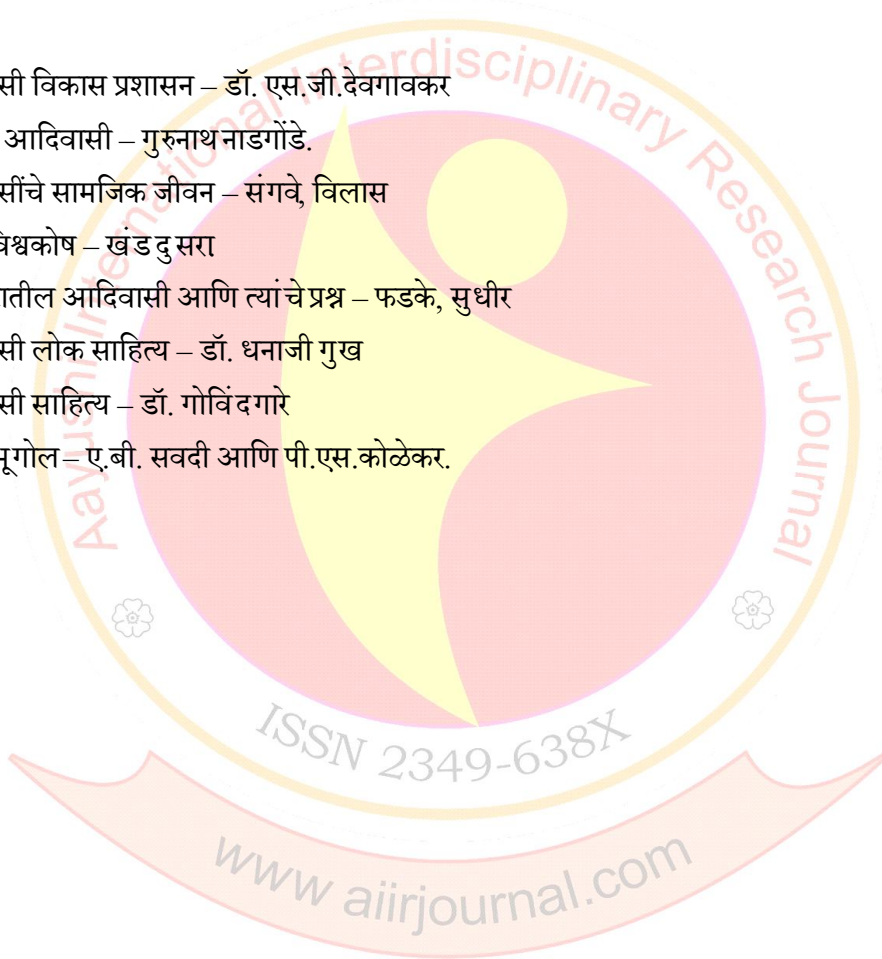 सी विकास प्रशासन – डॉ. एस.जी.देवगावकर
आदिवासी – गुरुनाथ नाडगोंडे.
सींचे सामजिक जीवन – संगवे, विलास
विश्वकोष – खंड दुसरा
ातील आदिवासी आणि त्यांचे प्रश्न – फडके, सुधीर
सी लोक साहित्य – डॉ. धनाजी गुख
सी साहित्य – डॉ. गोविंद गारे
भूगोल – ए.बी. सवदी आणि पी.एस.कोळेकर.
Aayushi International Interdisciplinary Research Journal
ISSN 2349-638X
www aiirjournal.com